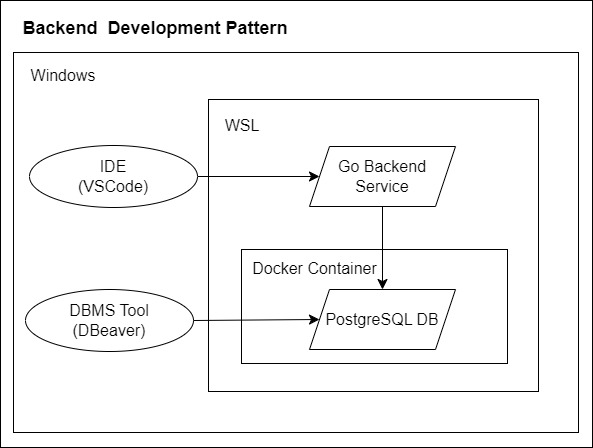 Backend  Development Pattern
Windows
WSL
IDE
(VSCode)
Go Backend
Service
Docker Container
DBMS Tool
(DBeaver)
PostgreSQL DB